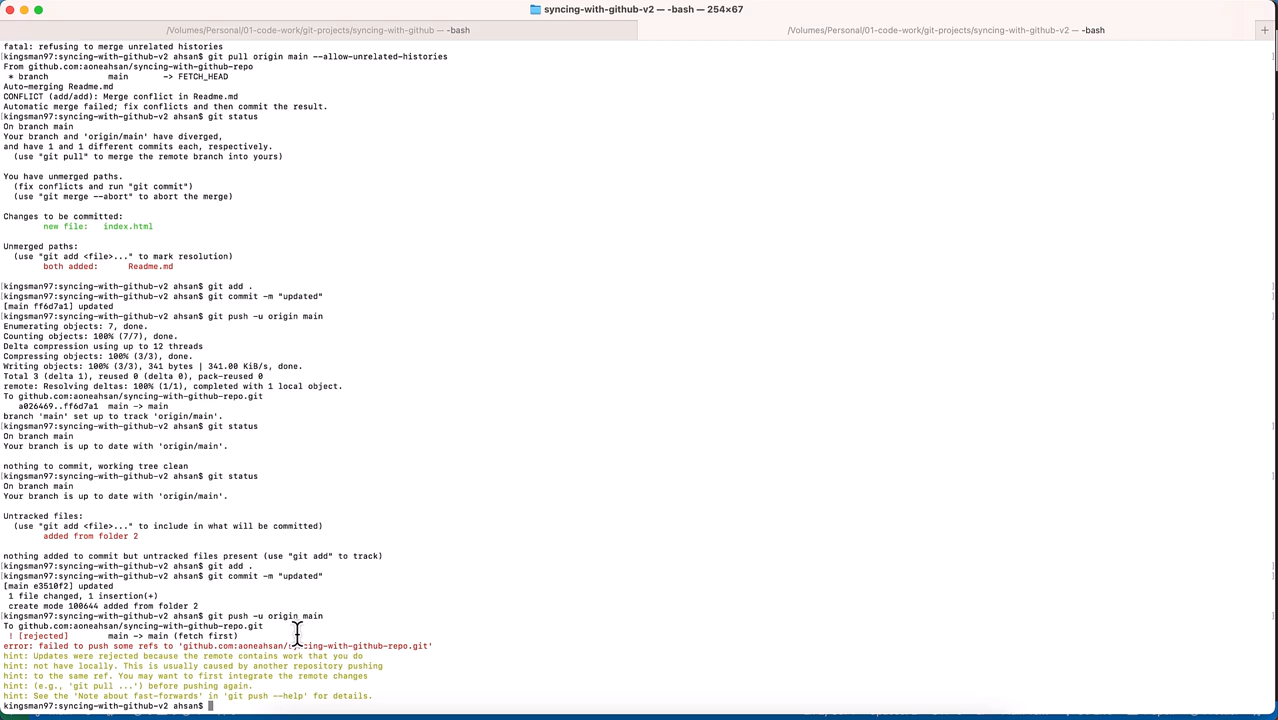 syncing-with-github-v2 — -bash — 254×67
/Volumes/Personal/01-code-work/git-projects/syncing-with-github — -bash
/Volumes/Personal/01-code-work/git-projects/syncing-with-github-v2 — -bash
fatal: refusing to merge unrelated histories
[kingsman97:syncing-with-github-v2 ahsan$ git pull origin main --allow-unrelated-histories
From github.com:aoneahsan/syncing-with-github-repo
 * branch            main       -> FETCH_HEAD
Auto-merging Readme.md
CONFLICT (add/add): Merge conflict in Readme.md
Automatic merge failed; fix conflicts and then commit the result.
[kingsman97:syncing-with-github-v2 ahsan$ git status
On branch main
Your branch and 'origin/main' have diverged,
and have 1 and 1 different commits each, respectively.
  (use "git pull" to merge the remote branch into yours)
You have unmerged paths.
  (fix conflicts and run "git commit")
  (use "git merge --abort" to abort the merge)
Changes to be committed:
        new file:   index.html
Unmerged paths:
  (use "git add <file>..." to mark resolution)
        both added:      Readme.md
[kingsman97:syncing-with-github-v2 ahsan$ git add .
[kingsman97:syncing-with-github-v2 ahsan$ git commit -m "updated"
[main ff6d7a1] updated
[kingsman97:syncing-with-github-v2 ahsan$ git push -u origin main
Enumerating objects: 7, done.
Counting objects: 100% (7/7), done.
Delta compression using up to 12 threads
Compressing objects: 100% (3/3), done.
Writing objects: 100% (3/3), 341 bytes | 341.00 KiB/s, done.
Total 3 (delta 1), reused 0 (delta 0), pack-reused 0
remote: Resolving deltas: 100% (1/1), completed with 1 local object.
To github.com:aoneahsan/syncing-with-github-repo.git
   a026469..ff6d7a1  main -> main
branch 'main' set up to track 'origin/main'.
[kingsman97:syncing-with-github-v2 ahsan$ git status
On branch main
Your branch is up to date with 'origin/main'.
nothing to commit, working tree clean
[kingsman97:syncing-with-github-v2 ahsan$ git status
On branch main
Your branch is up to date with 'origin/main'.
Untracked files:
  (use "git add <file>..." to include in what will be committed)
        added from folder 2
nothing added to commit but untracked files present (use "git add" to track)
[kingsman97:syncing-with-github-v2 ahsan$ git add .
[kingsman97:syncing-with-github-v2 ahsan$ git commit -m "updated"
[main e3510f2] updated
 1 file changed, 1 insertion(+)
 create mode 100644 added from folder 2
[kingsman97:syncing-with-github-v2 ahsan$ git push -u origin main
To github.com:aoneahsan/syncing-with-github-repo.git
 ! [rejected]        main -> main (fetch first)
error: failed to push some refs to 'github.com:aoneahsan/syncing-with-github-repo.git'
hint: Updates were rejected because the remote contains work that you do
hint: not have locally. This is usually caused by another repository pushing
hint: to the same ref. You may want to first integrate the remote changes
hint: (e.g., 'git pull ...') before pushing again.
hint: See the 'Note about fast-forwards' in 'git push --help' for details.
kingsman97:syncing-with-github-v2 ahsan$